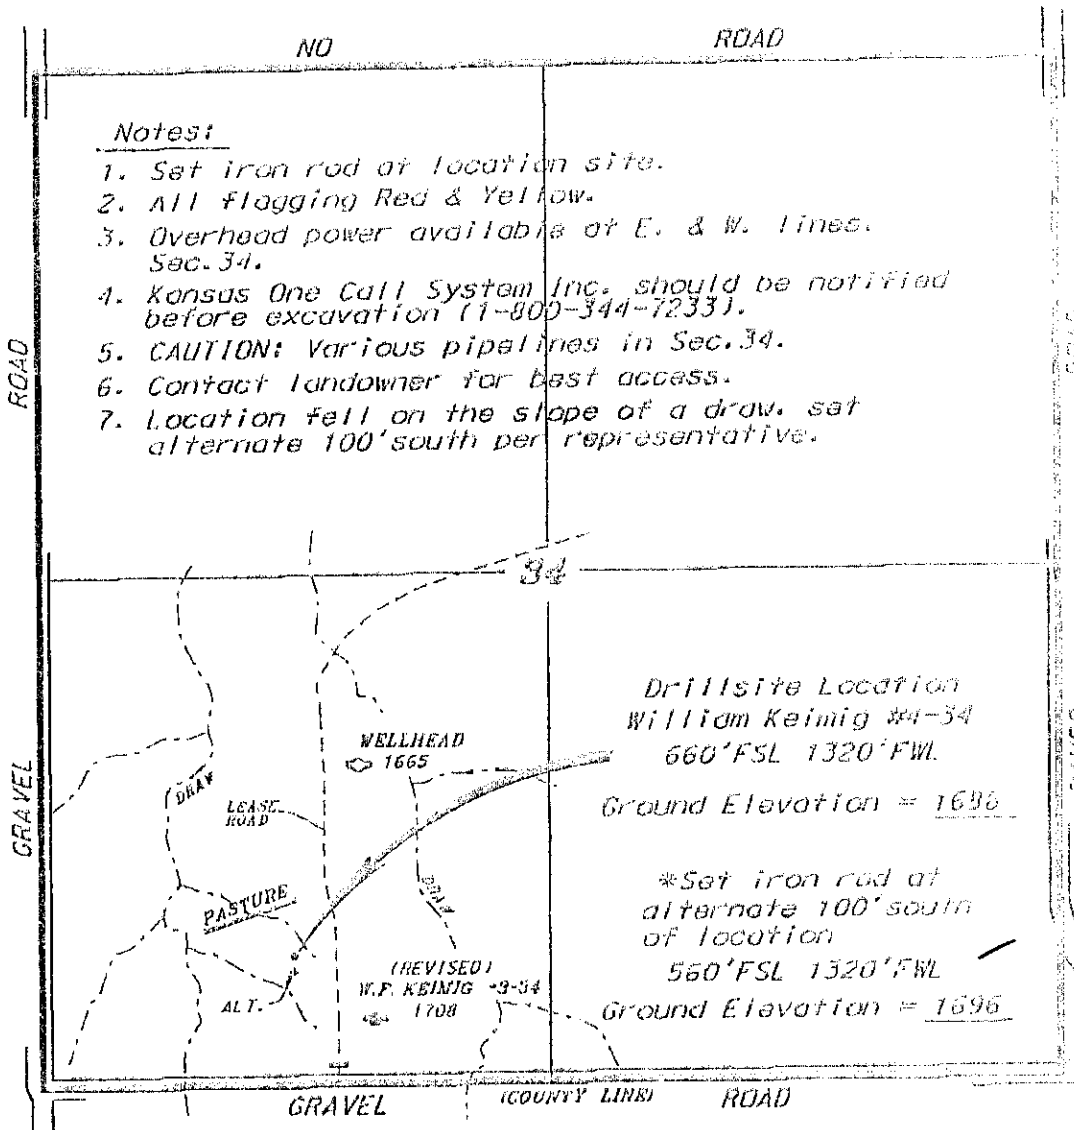 NO ROAD
Notes:
1. Set iron rod at location site.
2. All flagging Red & Yellow.
3. Overhead power available at E. & W. lines.
Sec.34.
4. Kansas One Call System Inc. should be notified
before excavation (1-800-344-7233).
5. CAUTION: Various pipelines in Sec.34.
6. Contact landowner for best access.
7. Location fell on the slope of a draw. set
alternate 100'south per representative.
GRAVEL ROAD
34
Drillsite Location
William Keimig #4-34
660'FSL 1320'FWL
Ground Elevation =
*Set iron rod at
alternate 100'south
of location
560'FSL 1320'FWL
Ground Elevation = 1696
WELLHEAD
1665
DRAW
LEASE
ROAD
PASTURE
DRAW
ALT.
(REVISED)
W.F. KEIMIG #3-34
1708
GRAVEL (COUNTY LINE) ROAD